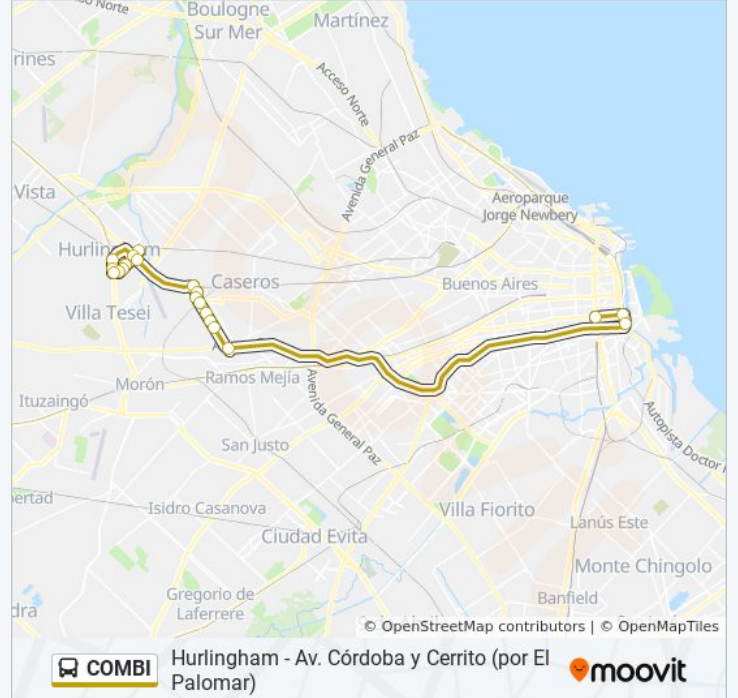 o Norte
Boulogne
Sur Mer
Martínez
rines
Acceso Norte
Avenida General Paz
Vista
Aeroparque
Jorge Newbery
Hurlingham
Caseros
Buenos Aires
Villa Tesei
Ramos Mejía
Morón
Ituzaingó
Avenida General Paz
Autopista Doctor
San Justo
ertad
Isidro Casanova
Villa Fiorito
Lanús Este
Ciudad Evita
Monte Chingolo
Gregorio de
Laferrere
Banfield
dra
© OpenStreetMap contributors | © OpenMapTiles
COMBI
Hurlingham - Av. Córdoba y Cerrito (por El
Palomar)
moovit